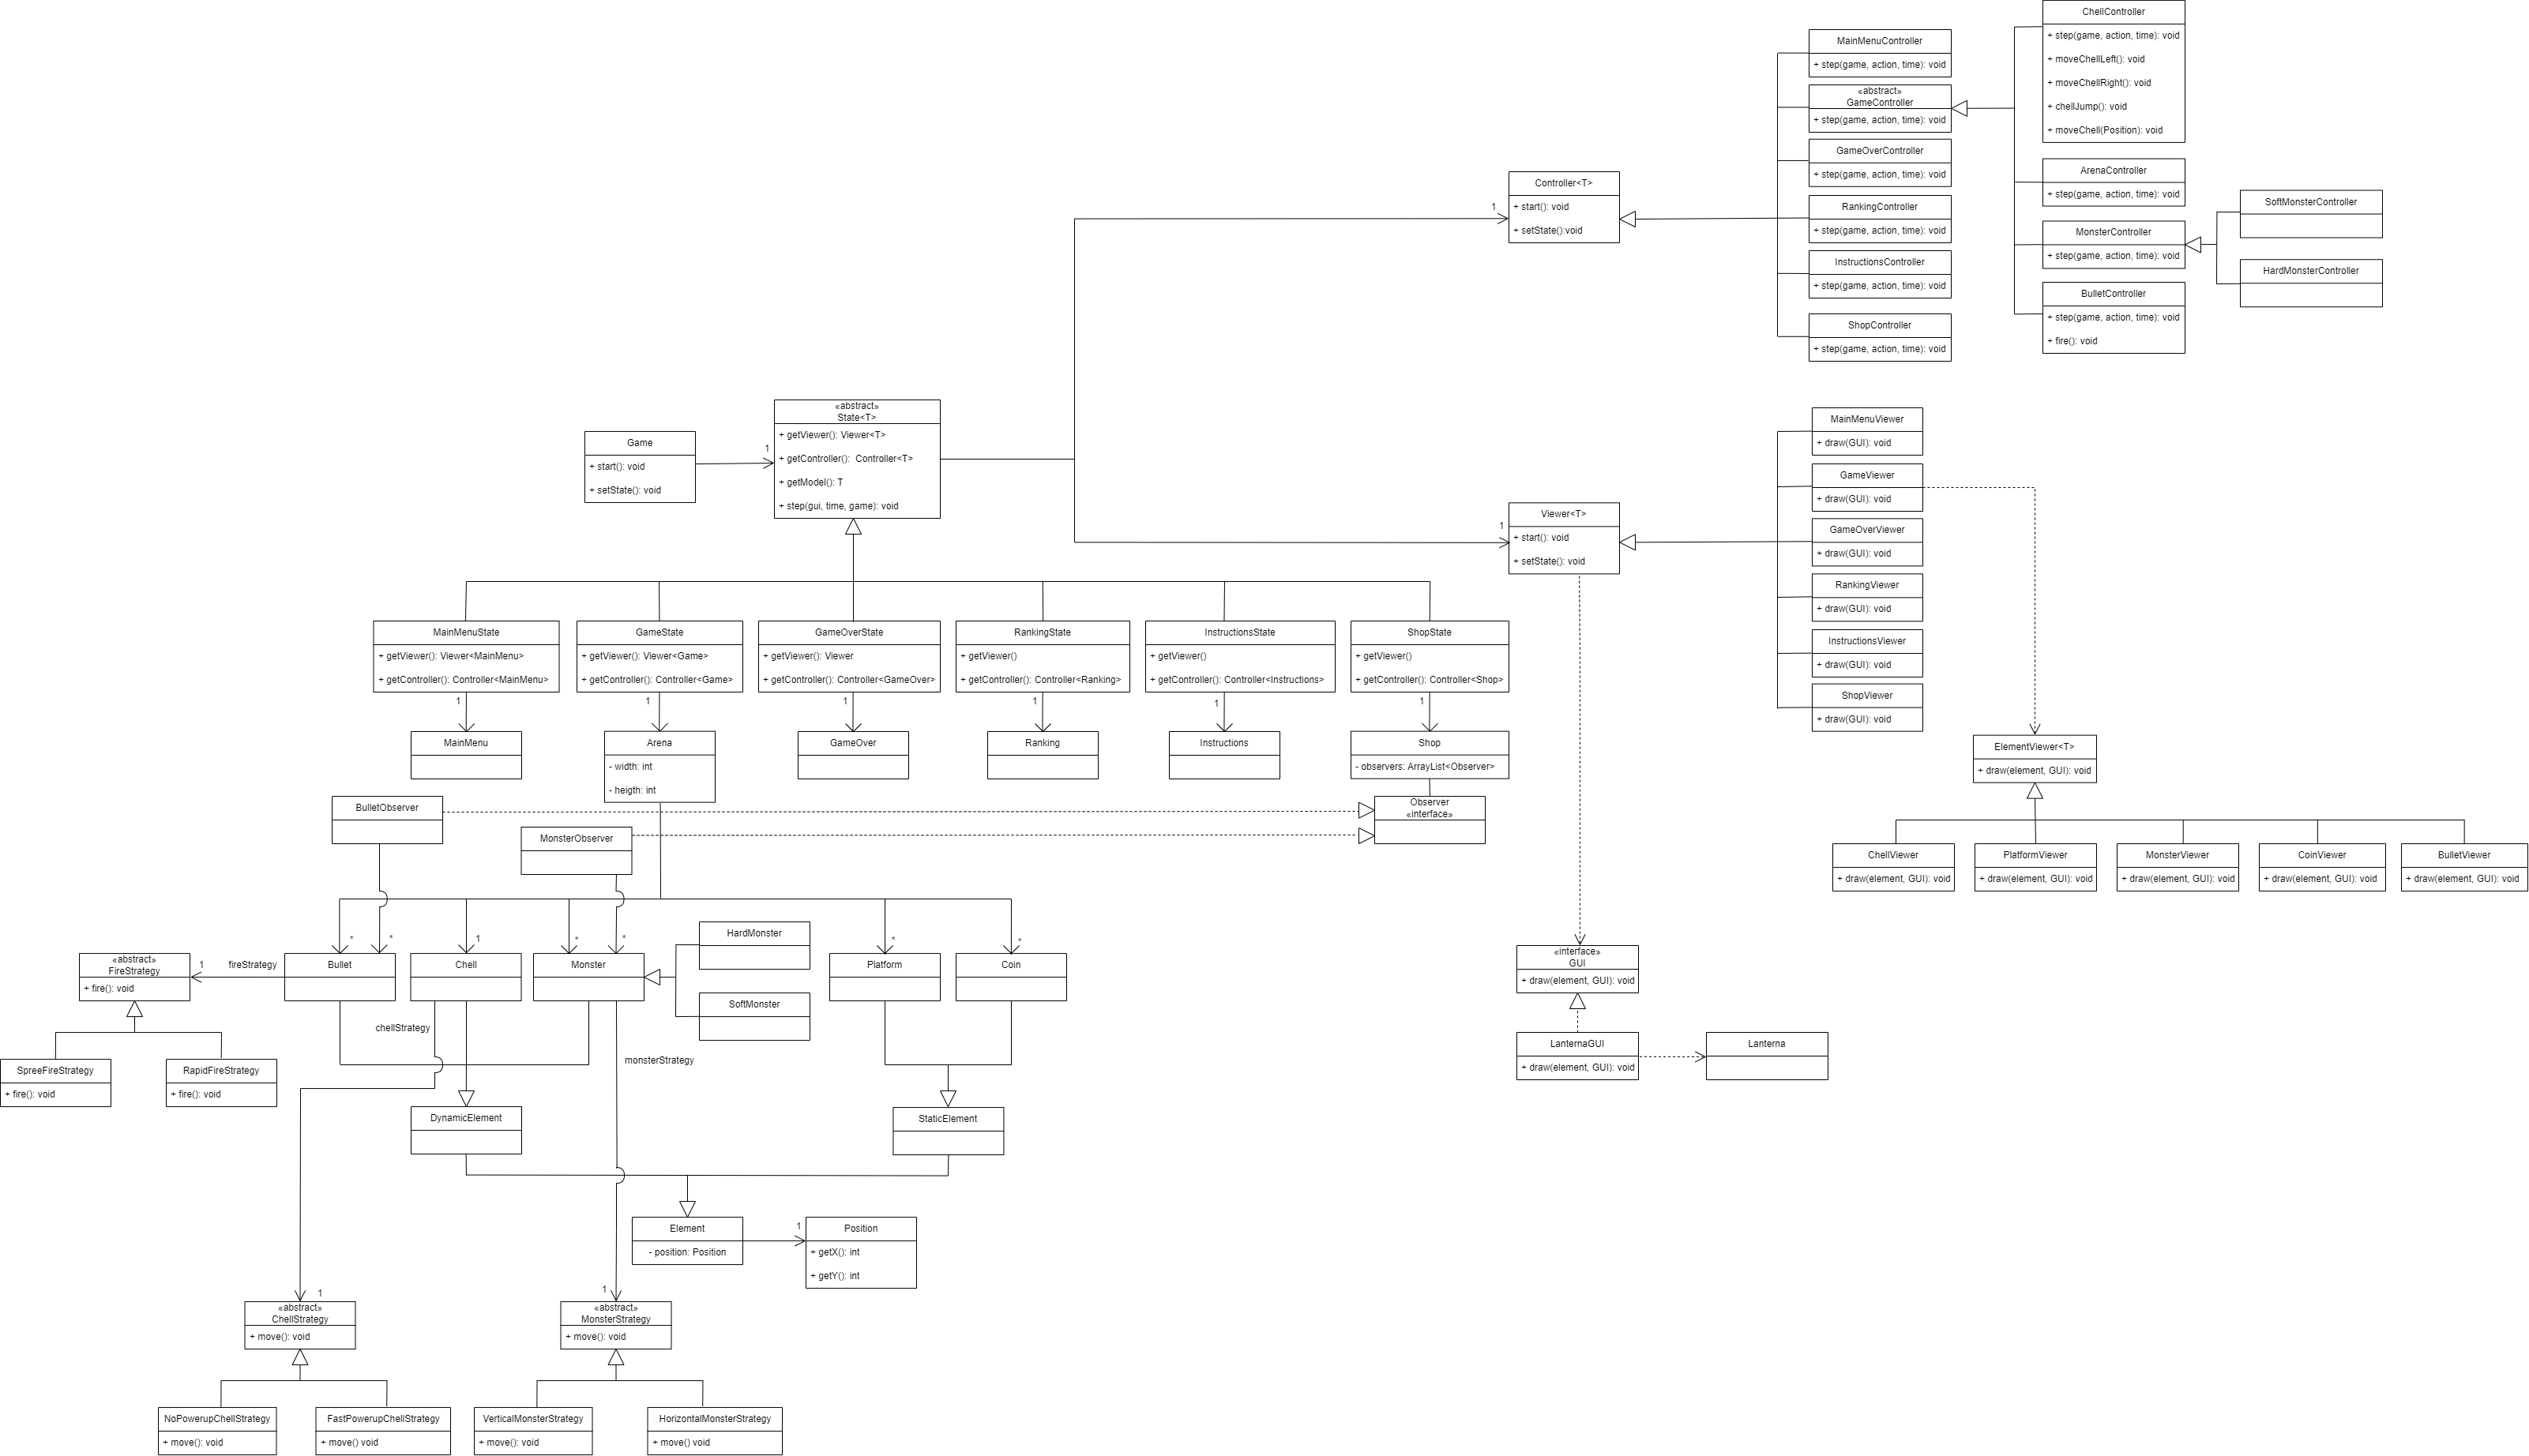 ChellController
+ step(game, action, time): void
+ moveChellLeft(): void
+ moveChellRight(): void
+ chellJump(): void
+ moveChell(Position): void
MainMenuController
+ step(game, action, time): void
«abstract»
GameController
+ step(game, action, time): void
GameOverController
+ step(game, action, time): void
RankingController
+ step(game, action, time): void
InstructionsController
+ step(game, action, time): void
ShopController
+ step(game, action, time): void
ArenaController
+ step(game, action, time): void
MonsterController
+ step(game, action, time): void
BulletController
+ step(game, action, time): void
+ fire(): void
SoftMonsterController
HardMonsterController
1
Controller<T>
+ start(): void
+ setState():void
Game
+ start(): void
+ setState(): void
1
«abstract»
State<T>
+ getViewer(): Viewer<T>
+ getController():  Controller<T>
+ getModel(): T
+ step(gui, time, game): void
1
Viewer<T>
+ start(): void
+ setState(): void
MainMenuViewer
+ draw(GUI): void
GameViewer
+ draw(GUI): void
GameOverViewer
+ draw(GUI): void
RankingViewer
+ draw(GUI): void
InstructionsViewer
+ draw(GUI): void
ShopViewer
+ draw(GUI): void
MainMenuState
+ getViewer(): Viewer<MainMenu>
+ getController(): Controller<MainMenu>
GameState
+ getViewer(): Viewer<Game>
+ getController(): Controller<Game>
GameOverState
+ getViewer(): Viewer
+ getController(): Controller<GameOver>
RankingState
+ getViewer()
+ getController(): Controller<Ranking>
InstructionsState
+ getViewer()
+ getController(): Controller<Instructions>
ShopState
+ getViewer()
+ getController(): Controller<Shop>
1
1
1
1
1
1
MainMenu
Arena
- width: int
- heigth: int
GameOver
Ranking
Instructions
Shop
- observers: ArrayList<Observer>
ElementViewer<T>
+ draw(element, GUI): void
BulletObserver
MonsterObserver
Observer
«interface»
ChellViewer
+ draw(element, GUI): void
PlatformViewer
+ draw(element, GUI): void
MonsterViewer
+ draw(element, GUI): void
CoinViewer
+ draw(element, GUI): void
BulletViewer
+ draw(element, GUI): void
*
*
1
*
*
*
*
«abstract»
FireStrategy
+ fire(): void
1
fireStrategy
Bullet
Chell
Monster
HardMonster
SoftMonster
Platform
Coin
«interface»
GUI
+ draw(element, GUI): void
chellStrategy
monsterStrategy
LanternaGUI
+ draw(element, GUI): void
Lanterna
SpreeFireStrategy
+ fire(): void
RapidFireStrategy
+ fire(): void
DynamicElement
StaticElement
Element
- position: Position
1
Position
+ getX(): int
+ getY(): int
1
1
«abstract»
ChellStrategy
+ move(): void
«abstract»
MonsterStrategy
+ move(): void
NoPowerupChellStrategy
+ move(): void
FastPowerupChellStrategy
+ move() void
VerticalMonsterStrategy
+ move(): void
HorizontalMonsterStrategy
+ move() void